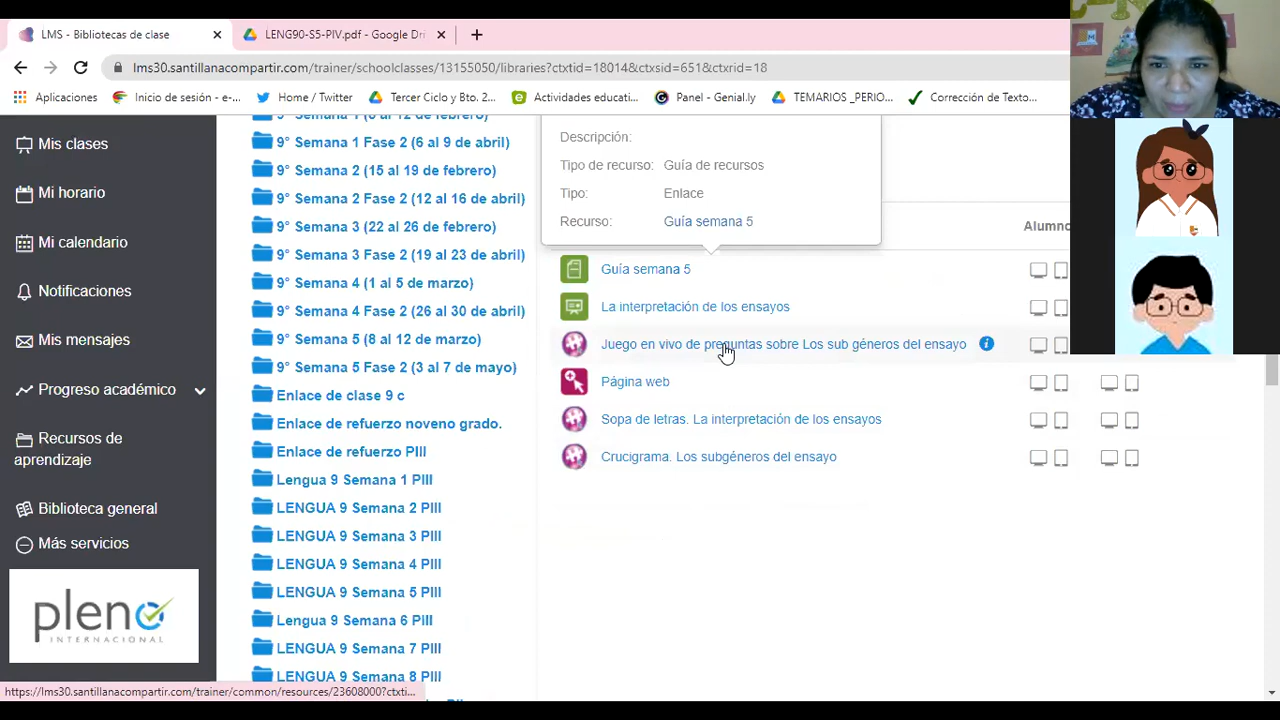 LMS - Bibliotecas de clase
LENG90-S5-PIV.pdf - Google Dri
lms30.santillanacompartir.com/trainer/schoolclasses/13155050/libraries?ctxtid=18014&ctxsid=651&ctxrid=18
Aplicaciones
Inicio de sesión - e-...
Home / Twitter
Tercer Ciclo y Bto. 2...
Actividades educati...
Panel - Genial.ly
TEMARIOS _PERIO...
Corrección de Texto...
Mis clases
Mi horario
Mi calendario
Notificaciones
Mis mensajes
Progreso académico
Recursos de
aprendizaje
Biblioteca general
Más servicios
pleno
INTERNACIONAL
9° Semana 1 Fase 2 (6 al 9 de abril)
9° Semana 2 (15 al 19 de febrero)
9° Semana 2 Fase 2 (12 al 16 de abril)
9° Semana 3 (22 al 26 de febrero)
9° Semana 3 Fase 2 (19 al 23 de abril)
9° Semana 4 (1 al 5 de marzo)
9° Semana 4 Fase 2 (26 al 30 de abril)
9° Semana 5 (8 al 12 de marzo)
9° Semana 5 Fase 2 (3 al 7 de mayo)
Enlace de clase 9 c
Enlace de refuerzo noveno grado.
Enlace de refuerzo PIII
Lengua 9 Semana 1 PIII
LENGUA 9 Semana 2 PIII
LENGUA 9 Semana 3 PIII
LENGUA 9 Semana 4 PIII
LENGUA 9 Semana 5 PIII
Lengua 9 Semana 6 PIII
LENGUA 9 Semana 7 PIII
LENGUA 9 Semana 8 PIII
Descripción:
Tipo de recurso: Guía de recursos
Tipo: Enlace
Recurso: Guía semana 5
Alumno
Guía semana 5
La interpretación de los ensayos
Juego en vivo de preguntas sobre Los sub géneros del ensayo
Página web
Sopa de letras. La interpretación de los ensayos
Crucigrama. Los subgéneros del ensayo
https://lms30.santillanacompartir.com/trainer/common/resources/23608000?ctxti...